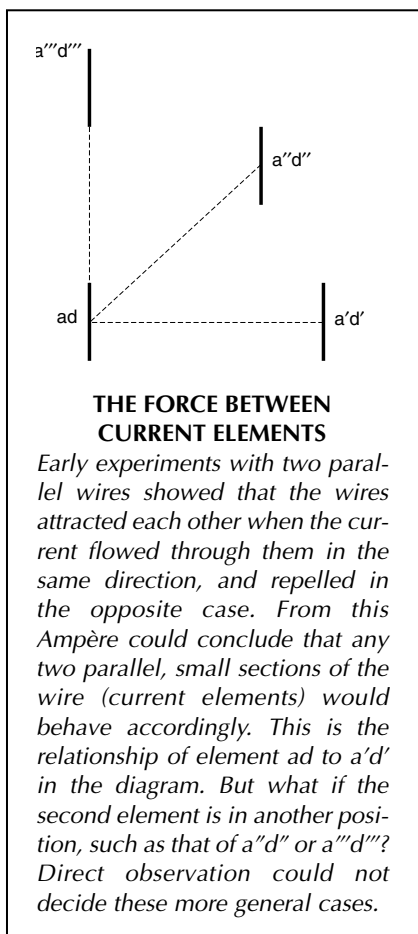 a‴d‴
a″d″
ad
a′d′
THE FORCE BETWEEN
CURRENT ELEMENTS
Early experiments with two paral-
lel wires showed that the wires
attracted each other when the cur-
rent flowed through them in the
same direction, and repelled in
the opposite case. From this
Ampère could conclude that any
two parallel, small sections of the
wire (current elements) would
behave accordingly. This is the
relationship of element ad to a′d′
in the diagram. But what if the
second element is in another posi-
tion, such as that of a″d″ or a‴d‴?
Direct observation could not
decide these more general cases.